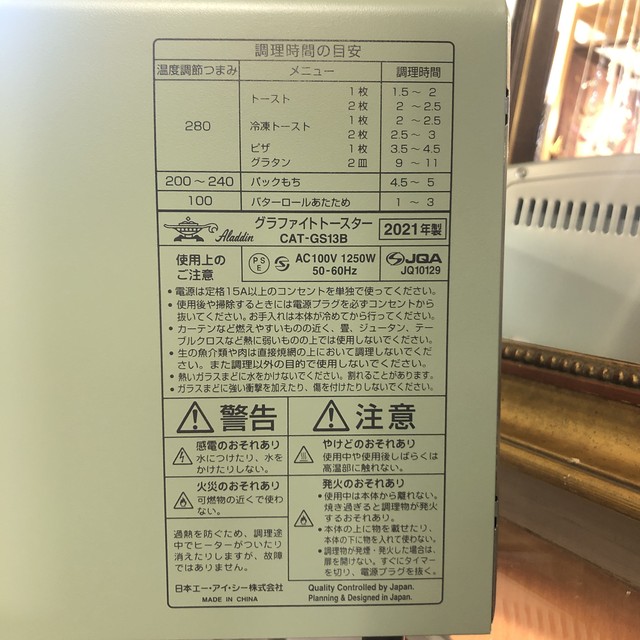 調理時間の目安
温度調節つまみ メニュー 調理時間
280 トースト 1枚 1.5〜 2
2枚 2 〜 2.5
冷凍トースト 1枚 2 〜 2.5
2枚 2.5〜 3
ピザ 1枚 3.5〜4.5
グラタン 2皿 9 〜 11
200〜240 パックもち 4.5〜 5
100 バターロールあたため 1 〜 3
Aladdin グラファイトトースター 2021年製
CAT-GS13B
使用上の
ご注意
PSE AC100V 1250W
50-60Hz
JQA
JQ10129
• 電源は定格15A以上のコンセントを単独で使ってください。
• 使用後や掃除するときには電源プラグを必ずコンセントから
抜いてください。お手入れは本体が冷めてから行ってください。
• カーテンなど燃えやすいものの近く、畳、ジュータン、テー
ブルクロスなど熱に弱いものの上では使用しないでください。
• 生の魚介類や肉は直接焼網の上において調理しないでくだ
さい。また調理以外の目的で使用しないでください。
• 熱いガラスまどに水をかけないでください。割れることがあります。
• ガラスまどに強い衝撃を加えたり、傷を付けたりしないでください。
警告
感電のおそれあり
水につけたり、水を
かけたりしない。
火災のおそれあり
可燃物の近くで使わ
ない。
過熱を防ぐため、調理途
中でヒーターがついたり
消えたりしますが、故障
ではありません。
注意
やけどのおそれあり
使用中や使用後しばらくは
高温部に触れない。
発火のおそれあり
• 使用中は本体から離れない。
焼き過ぎると調理物が発火
するおそれあり。
• 本体の上に物を載せたり、
本体の下に物を入れて使わない。
• 調理物が発煙・発火した場合は、
扉を開けない。すぐにタイマー
を切り、電源プラグを抜く。
日本エー・アイ・シー株式会社
MADE IN CHINA
Quality Controlled by Japan.
Planning & Designed in Japan.